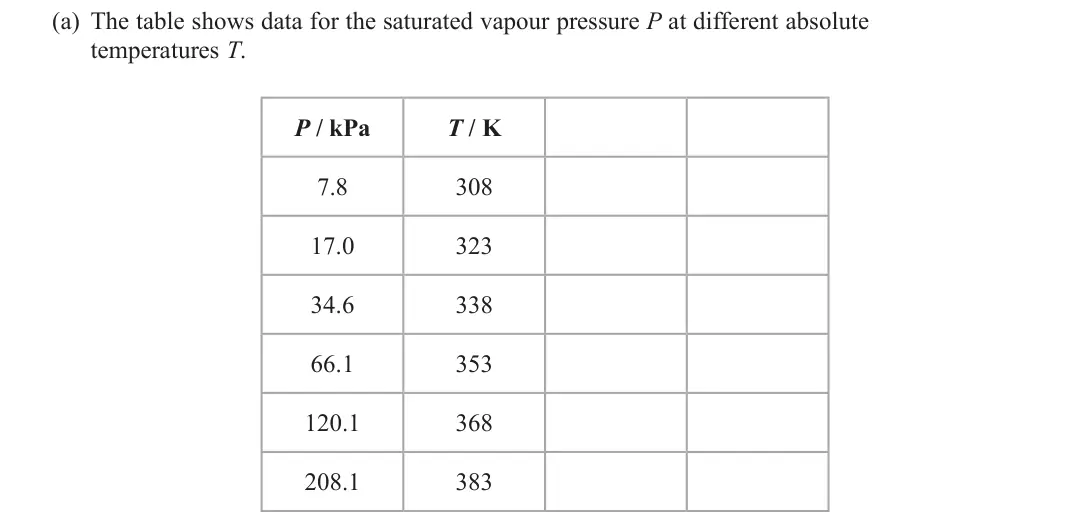 (a) The table shows data for the saturated vapour pressure P at different absolute
temperatures T.
P / kPa T / K
7.8 308
17.0 323
34.6 338
66.1 353
120.1 368
208.1 383